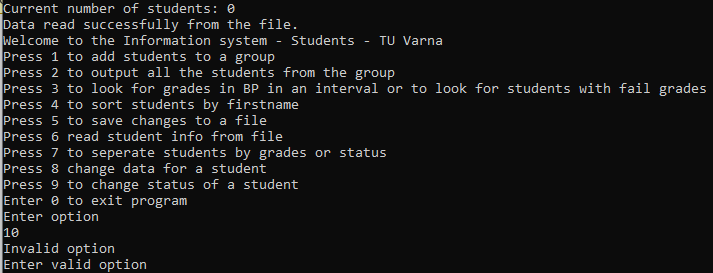 Current number of students: 0
Data read successfully from the file.
Welcome to the Information system - Students - TU Varna
Press 1 to add students to a group
Press 2 to output all the students from the group
Press 3 to look for grades in BP in an interval or to look for students with fail grades
Press 4 to sort students by firstname
Press 5 to save changes to a file
Press 6 read student info from file
Press 7 to seperate students by grades or status
Press 8 change data for a student
Press 9 to change status of a student
Enter 0 to exit program
Enter option
10
Invalid option
Enter valid option